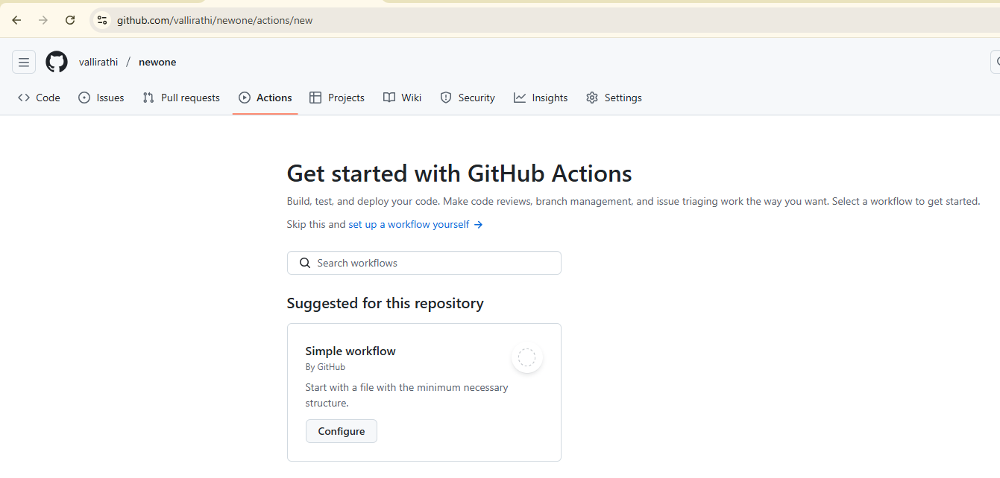 github.com/vallirathi/newone/actions/new
vallirathi / newone
Code Issues Pull requests Actions Projects Wiki Security Insights Settings
Get started with GitHub Actions
Build, test, and deploy your code. Make code reviews, branch management, and issue triaging work the way you want. Select a workflow to get started.
Skip this and set up a workflow yourself →
Search workflows
Suggested for this repository
Simple workflow
By GitHub
Start with a file with the minimum necessary
structure.
Configure